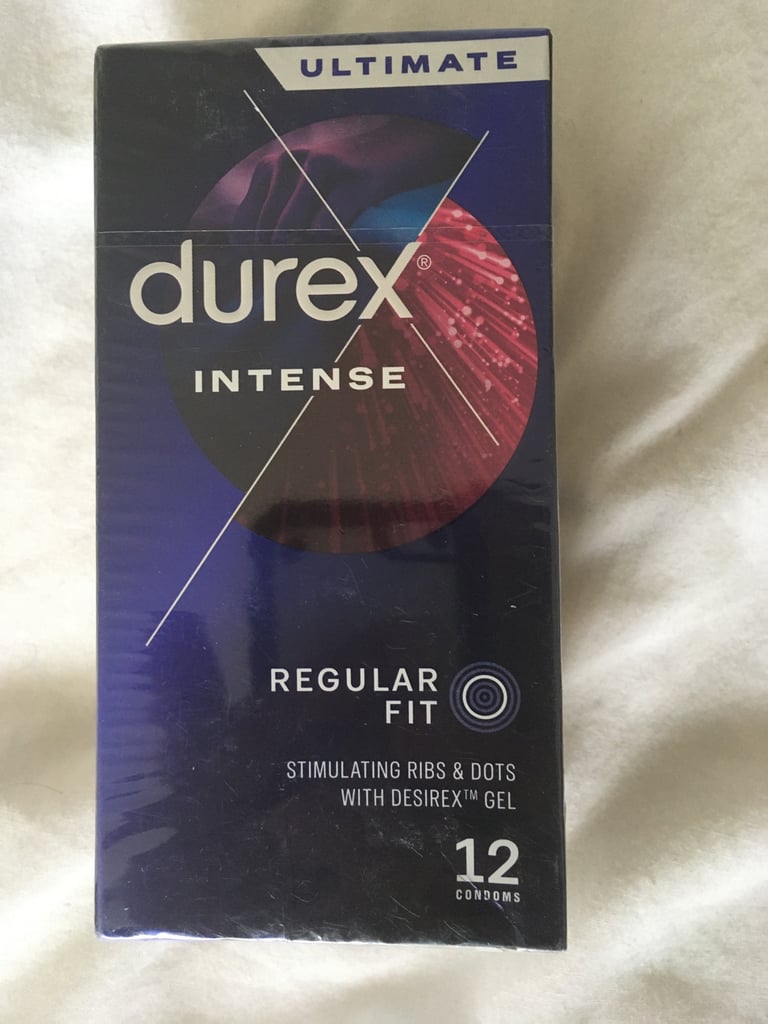 ULTIMATE
durex®
INTENSE
REGULAR
FIT
STIMULATING RIBS & DOTS
WITH DESIREX™ GEL
12
CONDOMS